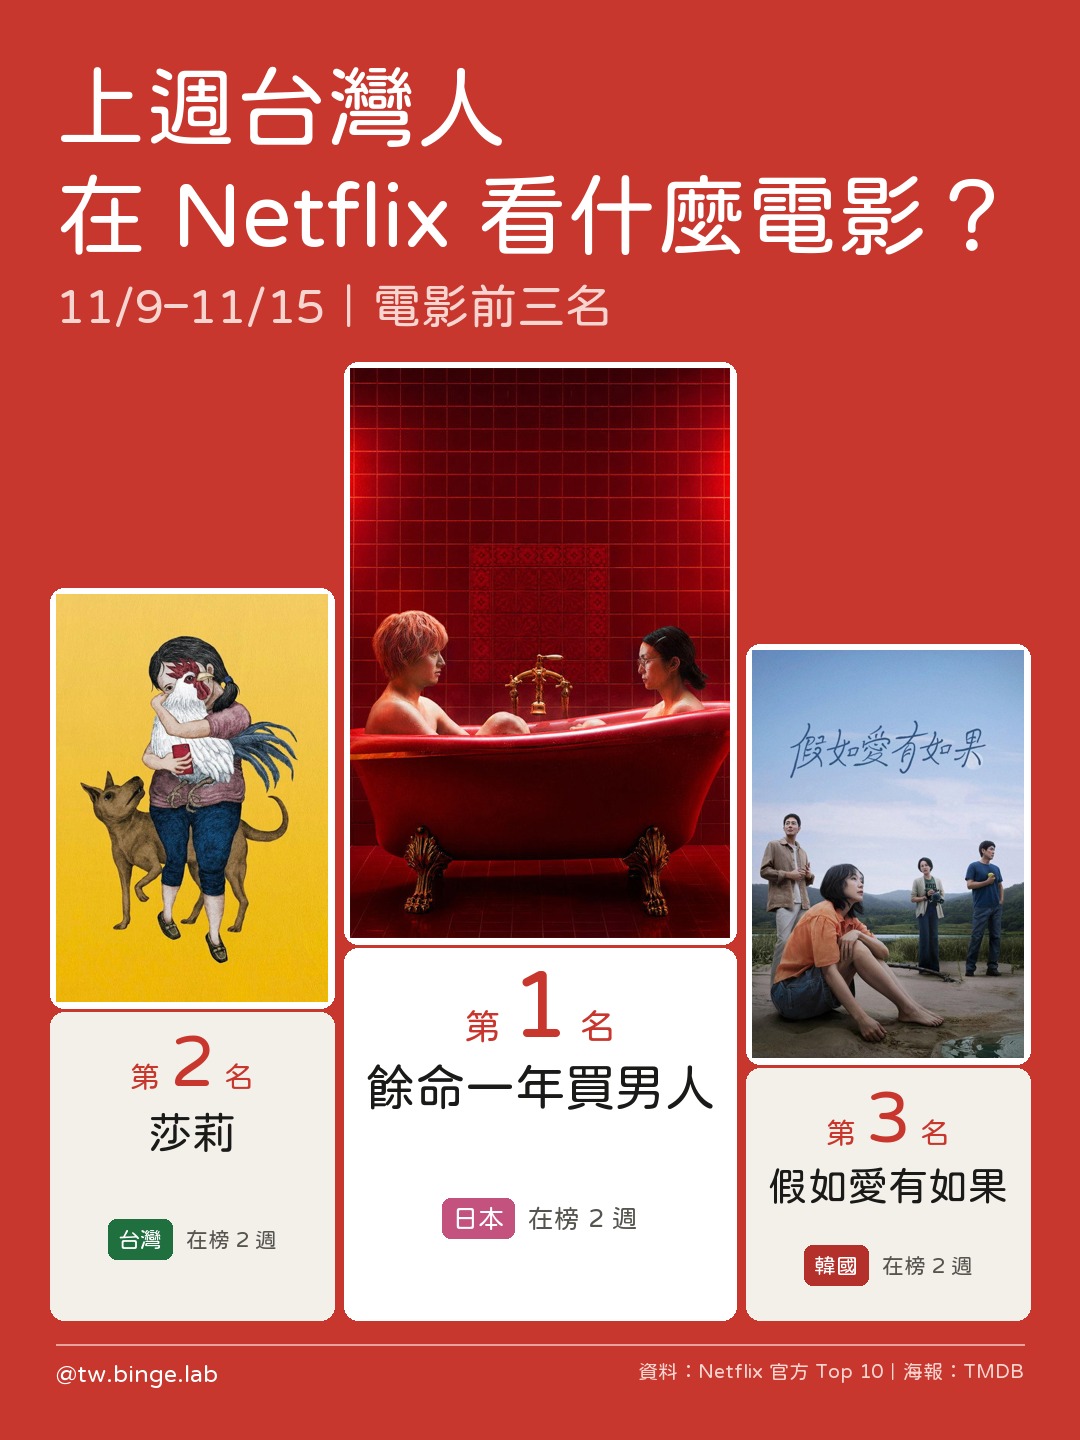 上週台灣人
在 Netflix 看什麼電影？
11/9–11/15｜電影前三名
假如愛有如果
第 1 名
餘命一年買男人
日本 在榜 2 週
第 2 名
莎莉
台灣 在榜 2 週
第 3 名
假如愛有如果
韓國 在榜 2 週
@tw.binge.lab
資料：Netflix 官方 Top 10｜海報：TMDB